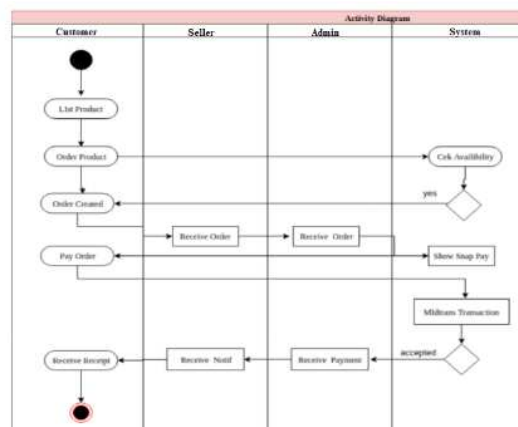 Activity Diagram
Customer Seller Admin System
List Product
Order Product Cek Availibility
Order Created yes
Receive Order Receive Order
Pay Order Show Snap Pay
Midtrans Transaction
accepted
Receive Receipt Receive Notif Receive Payment